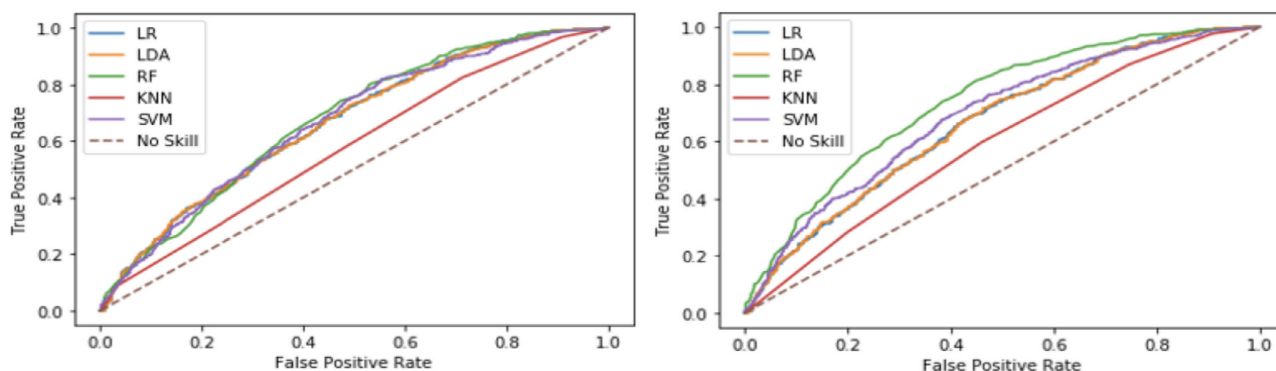 1.0
0.8
0.6
0.4
0.2
0.0
True Positive Rate
LR
LDA
RF
KNN
SVM
No Skill
0.0 0.2 0.4 0.6 0.8 1.0
False Positive Rate
1.0
0.8
0.6
0.4
0.2
0.0
True Positive Rate
LR
LDA
RF
KNN
SVM
No Skill
0.0 0.2 0.4 0.6 0.8 1.0
False Positive Rate